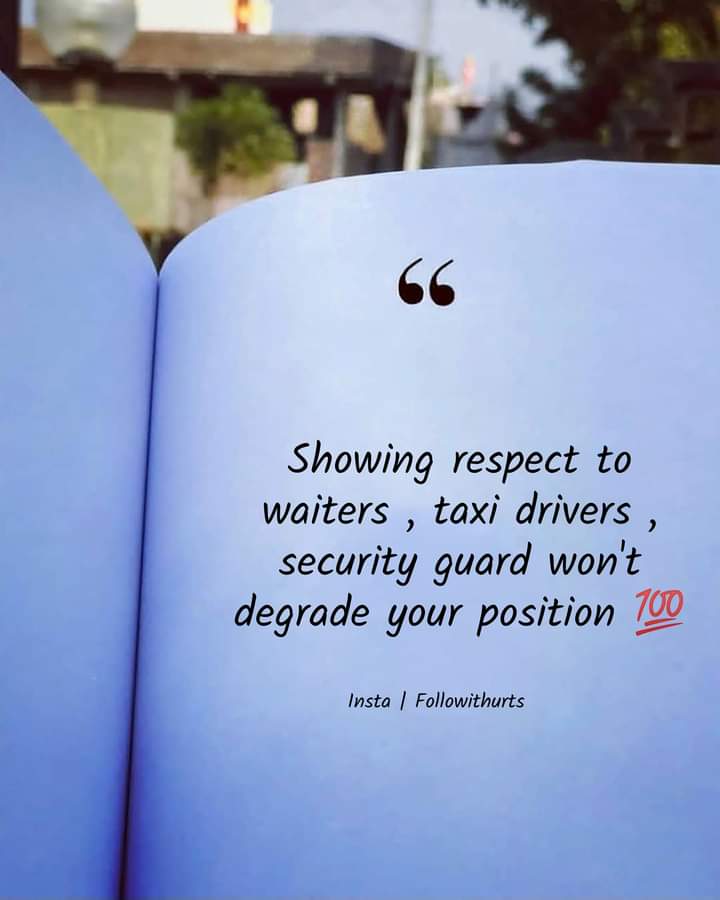 “
Showing respect to
waiters , taxi drivers ,
security guard won't
degrade your position 💯
Insta | Followithurts